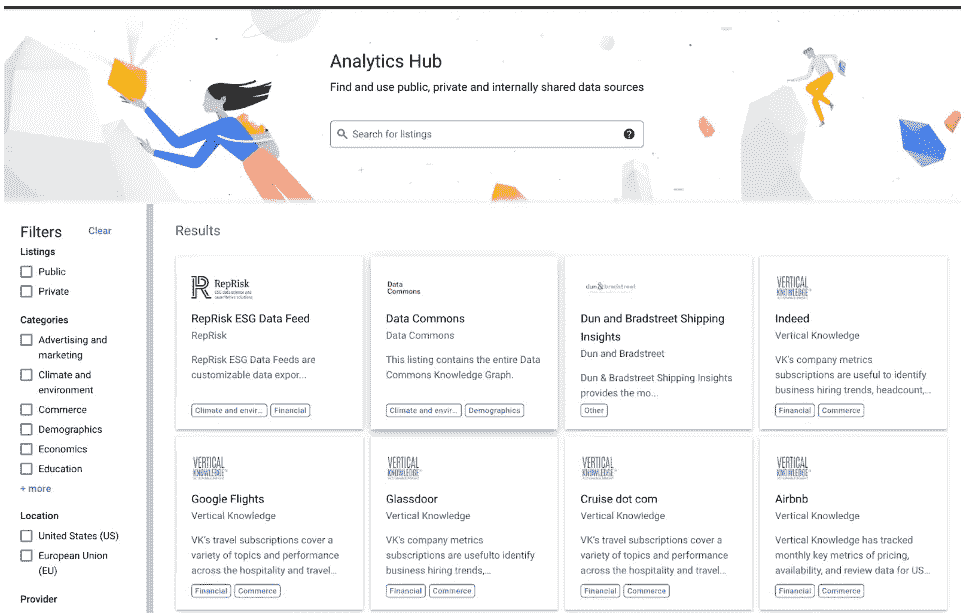 Analytics Hub
Find and use public, private and internally shared data sources
Search for listings
?
Filters
Clear
Listings
Public
Private
Categories
Advertising and
marketing
Climate and
environment
Commerce
Demographics
Economics
Education
+ more
Location
United States (US)
European Union
(EU)
Provider
Results
RepRisk
RepRisk ESG Data Feed
RepRisk
RepRisk ESG Data Feeds are
customizable data expor...
Climate and envir...
Financial
Data
Commons
Data Commons
Data Commons
This listing contains the entire Data
Commons Knowledge Graph.
Climate and envir...
Demographics
dun & bradstreet
Dun and Bradstreet Shipping
Insights
Dun and Bradstreet
Dun & Bradstreet Shipping Insights
provides the mo...
Other
VERTICAL
KNOWLEDGE
Indeed
Vertical Knowledge
VK's company metrics
subscriptions are useful to identify
business hiring trends, headcount,...
Financial
Commerce
VERTICAL
KNOWLEDGE
Google Flights
Vertical Knowledge
VK's travel subscriptions cover a
variety of topics and performance
across the hospitality and travel...
Financial
Commerce
VERTICAL
KNOWLEDGE
Glassdoor
Vertical Knowledge
VK's company metrics
subscriptions are usefulto identify
business hiring trends,...
Financial
Commerce
VERTICAL
KNOWLEDGE
Cruise dot com
Vertical Knowledge
VK's travel subscriptions cover a
variety of topics and performance
across the hospitality and travel...
Financial
Commerce
VERTICAL
KNOWLEDGE
Airbnb
Vertical Knowledge
Vertical Knowledge has tracked
monthly key metrics of pricing,
availability, and review data for US...
Financial
Commerce